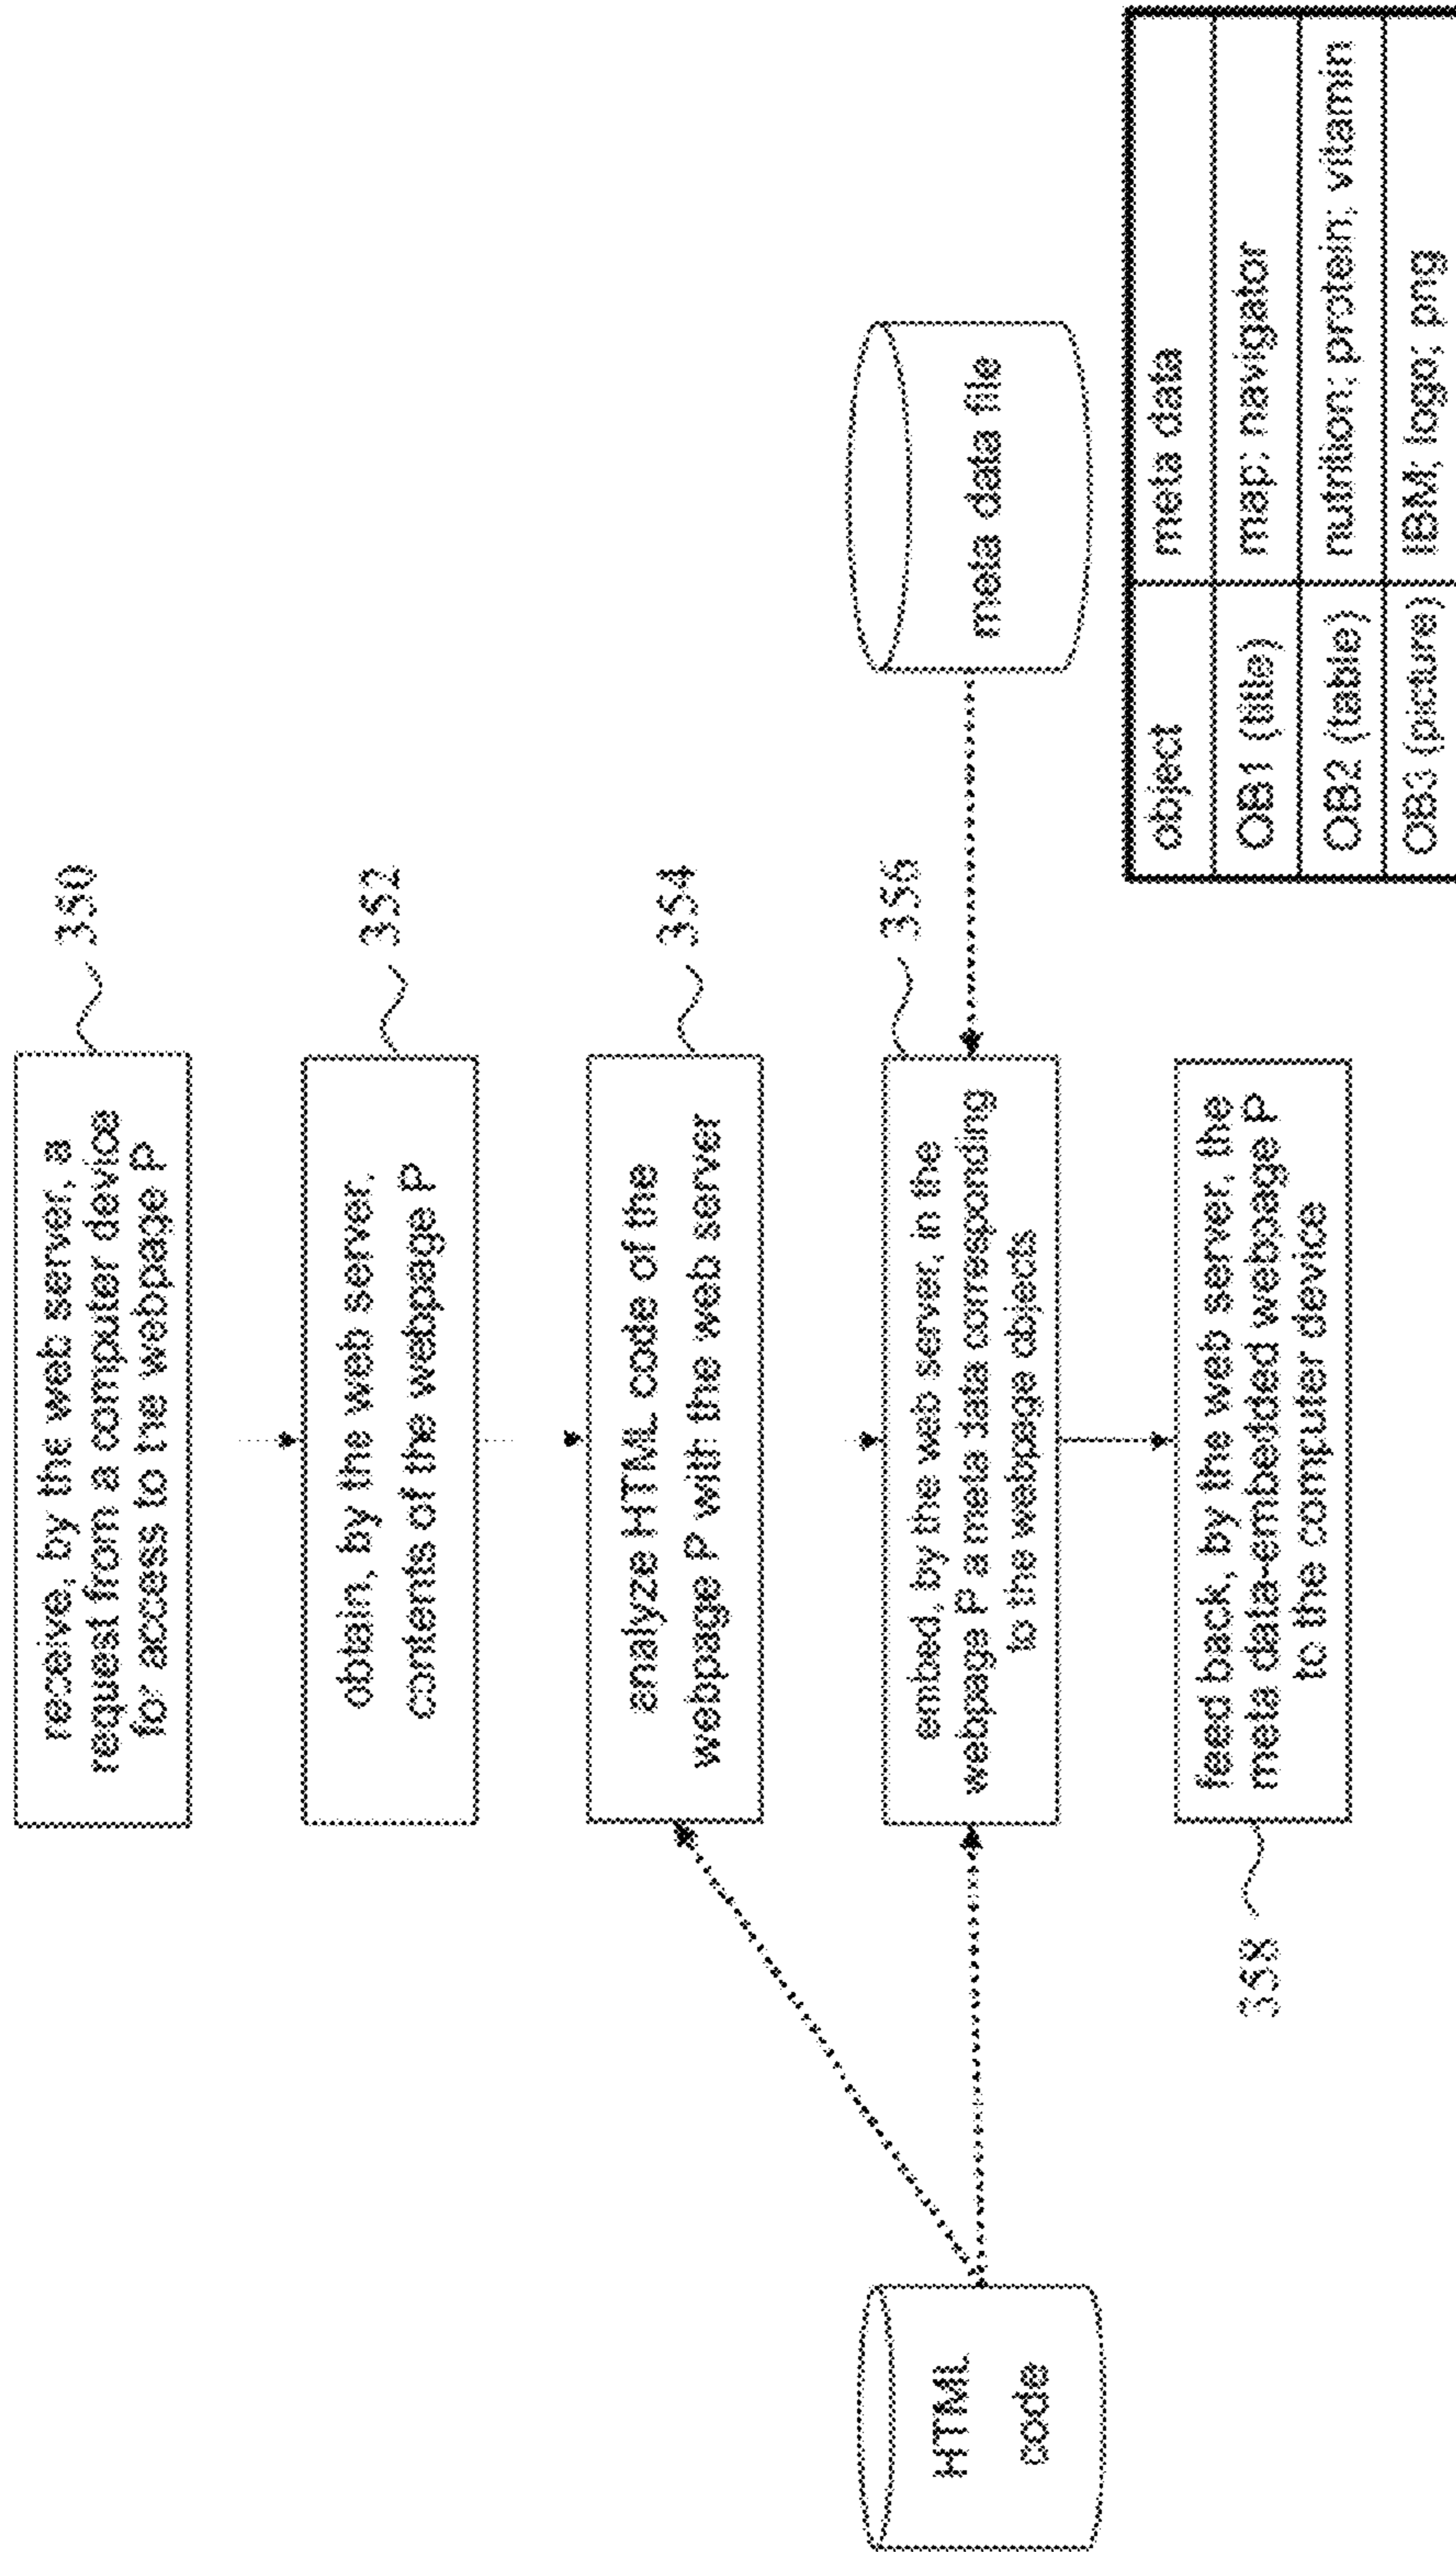 receive, by the web server, a
request from a computer device
for access to the webpage P
350
obtain, by the web server,
contents of the webpage P
352
analyze HTML code of the
webpage P with the web server
354
embed, by the web server, in the
webpage P a meta data corresponding
to the webpage objects
356
HTML
code
meta data file
feed back, by the web server, the
meta data-embedded webpage P
to the computer device
358
object meta data
OB1 (title) map; navigator
OB2 (table) nutrition; protein; vitamin
OB3 (picture) IBM; logo; png